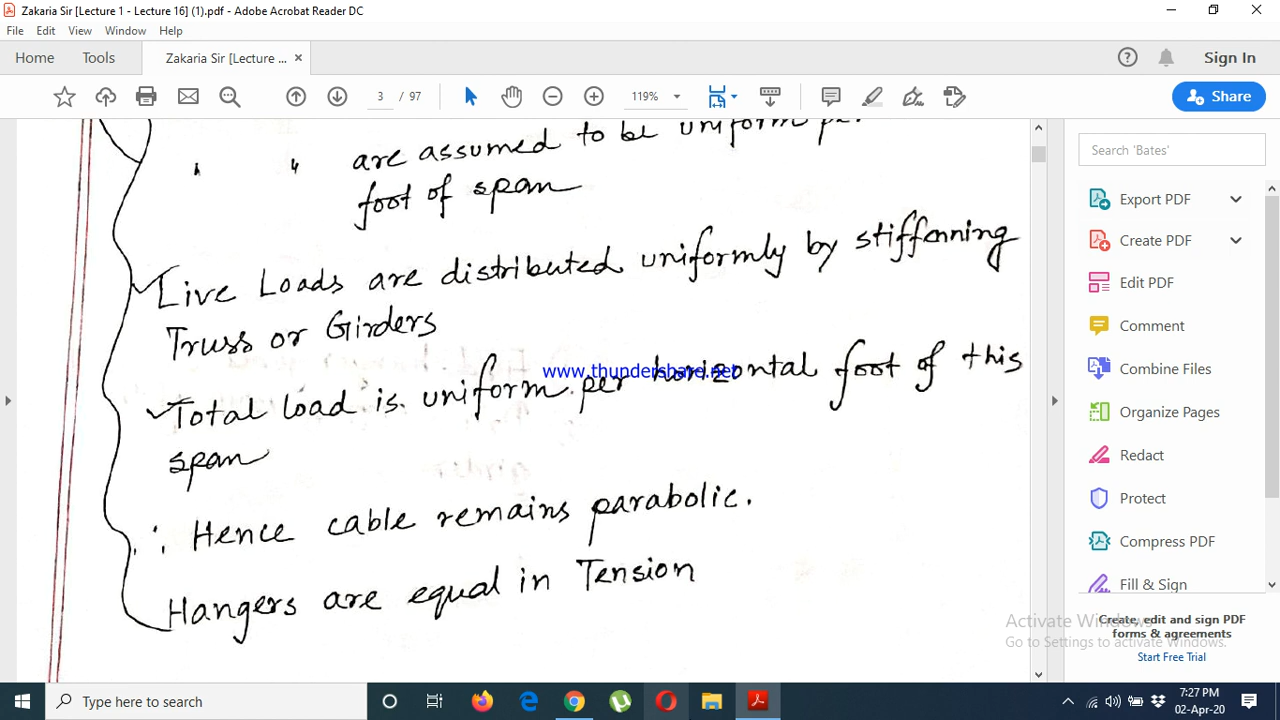 Zakaria Sir [Lecture 1 - Lecture 16] (1).pdf - Adobe Acrobat Reader DC
File Edit View Window Help
Home Tools Zakaria Sir [Lecture ... × Sign In
3 / 97 119% Share
are assumed to be uniform per
foot of span
Live Loads are distributed uniformly by stiffenning
Truss or Girders
www.thundershare.net
Total load is uniform per horizontal foot of this
span
∴ Hence cable remains parabolic.
Hangers are equal in Tension
Search 'Bates'
Export PDF
Create PDF
Edit PDF
Comment
Combine Files
Organize Pages
Redact
Protect
Compress PDF
Fill & Sign
Activate Windows
Go to Settings to activate Windows.
Create, edit and sign PDF
forms & agreements
Start Free Trial
Type here to search
7:27 PM
02-Apr-20